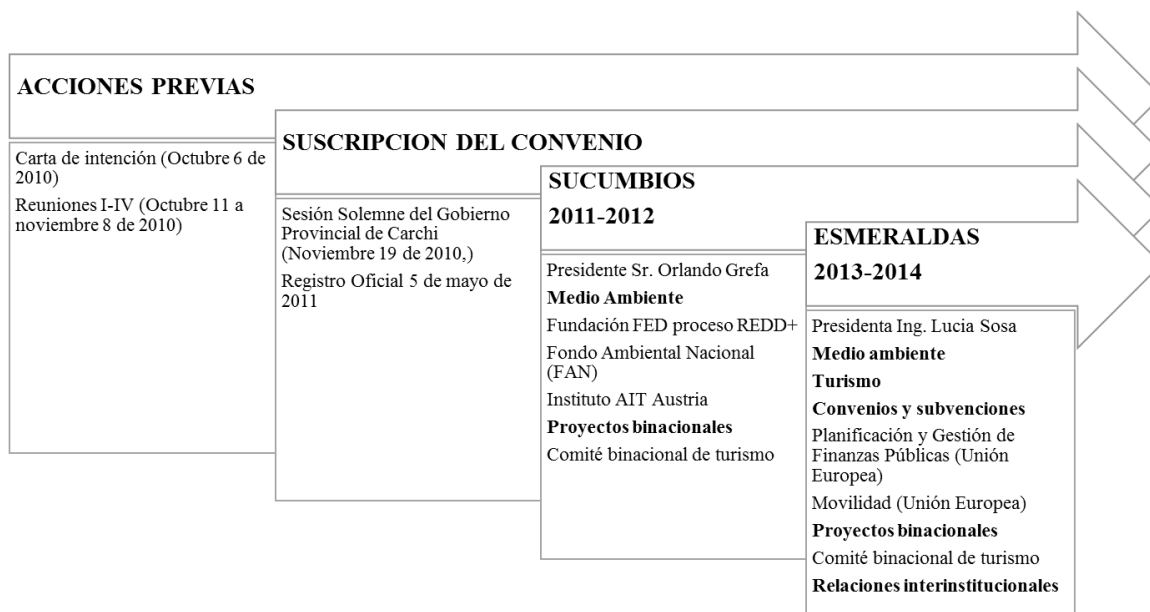 ACCIONES PREVIAS
Carta de intención (Octubre 6 de
2010)
Reuniones I-IV (Octubre 11 a
noviembre 8 de 2010)
SUSCRIPCION DEL CONVENIO
Sesión Solemne del Gobierno
Provincial de Carchi
(Noviembre 19 de 2010,)
Registro Oficial 5 de mayo de
2011
SUCUMBIOS
2011-2012
Presidente Sr. Orlando Grefa
Medio Ambiente
Fundación FED proceso REDD+
Fondo Ambiental Nacional
(FAN)
Instituto AIT Austria
Proyectos binacionales
Comité binacional de turismo
ESMERALDAS
2013-2014
Presidenta Ing. Lucia Sosa
Medio ambiente
Turismo
Convenios y subvenciones
Planificación y Gestión de
Finanzas Públicas (Unión
Europea)
Movilidad (Unión Europea)
Proyectos binacionales
Comité binacional de turismo
Relaciones interinstitucionales